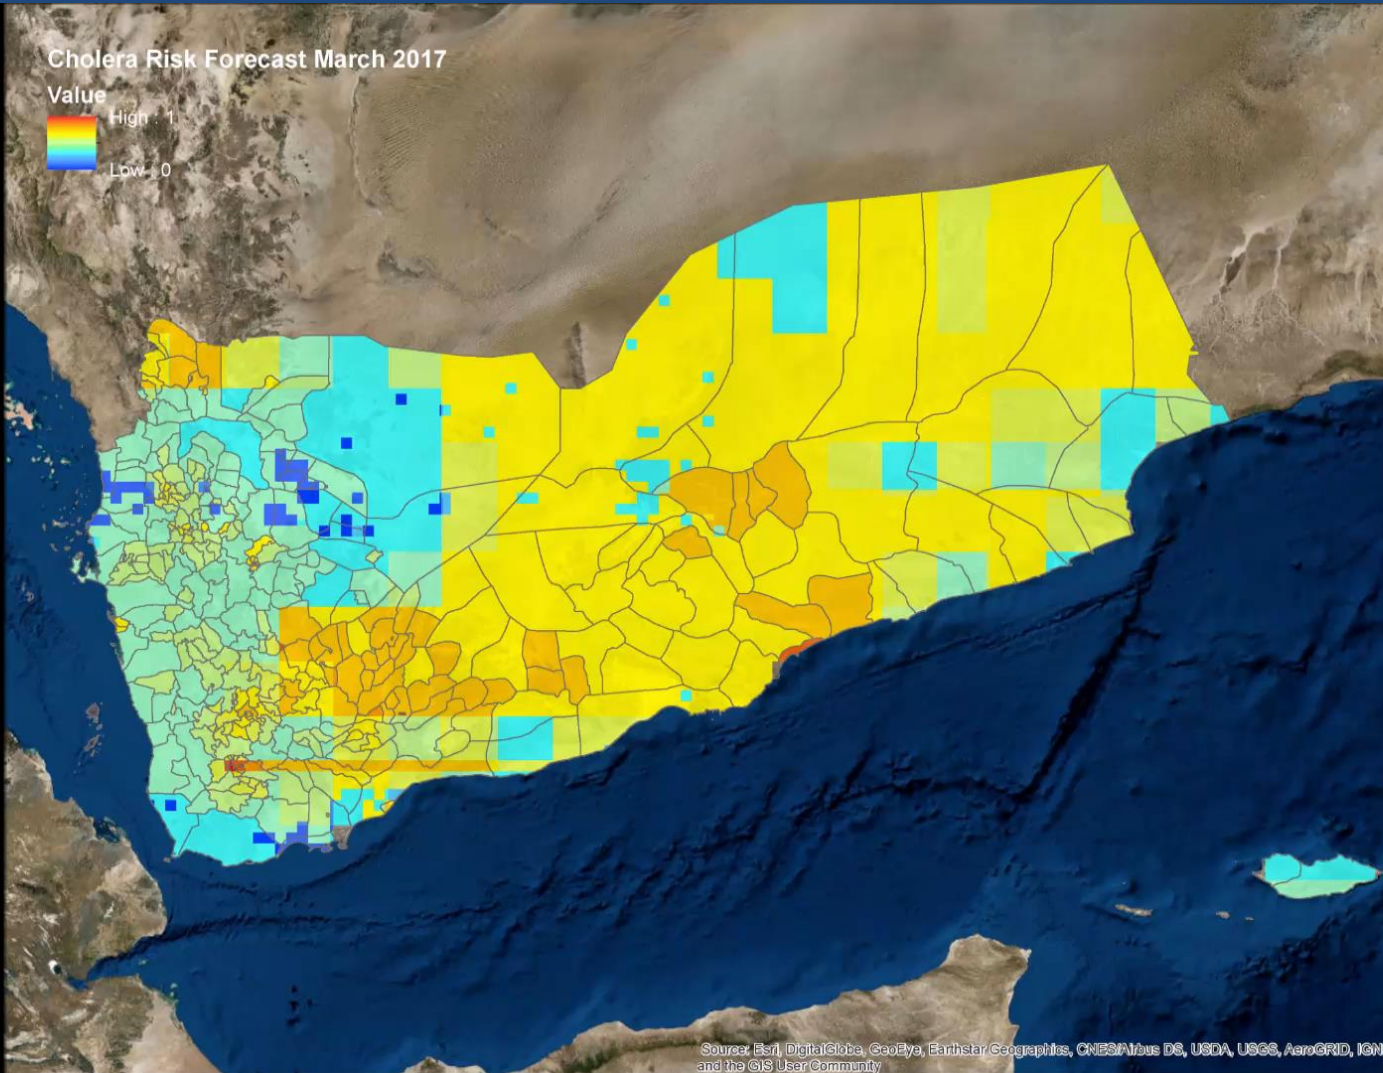 Cholera Risk Forecast March 2017
Value
High : 1
Low : 0
Source: Esri, DigitalGlobe, GeoEye, Earthstar Geographics, CNES/Airbus DS, USDA, USGS, AeroGRID, IGN
and the GIS User Community